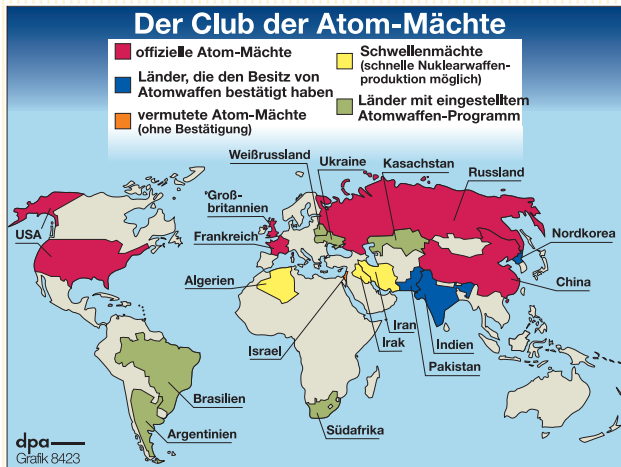 Der Club der Atom-Mächte
offizielle Atom-Mächte
Länder, die den Besitz von
Atomwaffen bestätigt haben
vermutete Atom-Mächte
(ohne Bestätigung)
Schwellenmächte
(schnelle Nuklearwaffen-
produktion möglich)
Länder mit eingestelltem
Atomwaffen-Programm
Weißrussland
Ukraine
Kasachstan
Russland
Groß-
britannien
USA
Frankreich
Nordkorea
China
Algerien
Iran
Irak
Israel
Indien
Pakistan
Brasilien
Argentinien
Südafrika
dpa
Grafik 8423